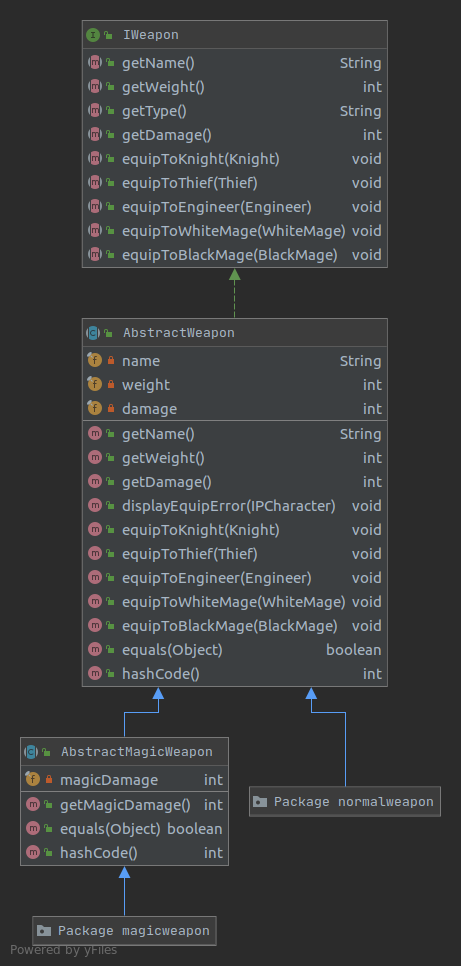 IWeapon
getName() String
getWeight() int
getType() String
getDamage() int
equipToKnight(Knight) void
equipToThief(Thief) void
equipToEngineer(Engineer) void
equipToWhiteMage(WhiteMage) void
equipToBlackMage(BlackMage) void
AbstractWeapon
name String
weight int
damage int
getName() String
getWeight() int
getDamage() int
displayEquipError(IPCharacter) void
equipToKnight(Knight) void
equipToThief(Thief) void
equipToEngineer(Engineer) void
equipToWhiteMage(WhiteMage) void
equipToBlackMage(BlackMage) void
equals(Object) boolean
hashCode() int
AbstractMagicWeapon
magicDamage int
getMagicDamage() int
equals(Object) boolean
hashCode() int
Package normalweapon
Package magicweapon
Powered by yFiles